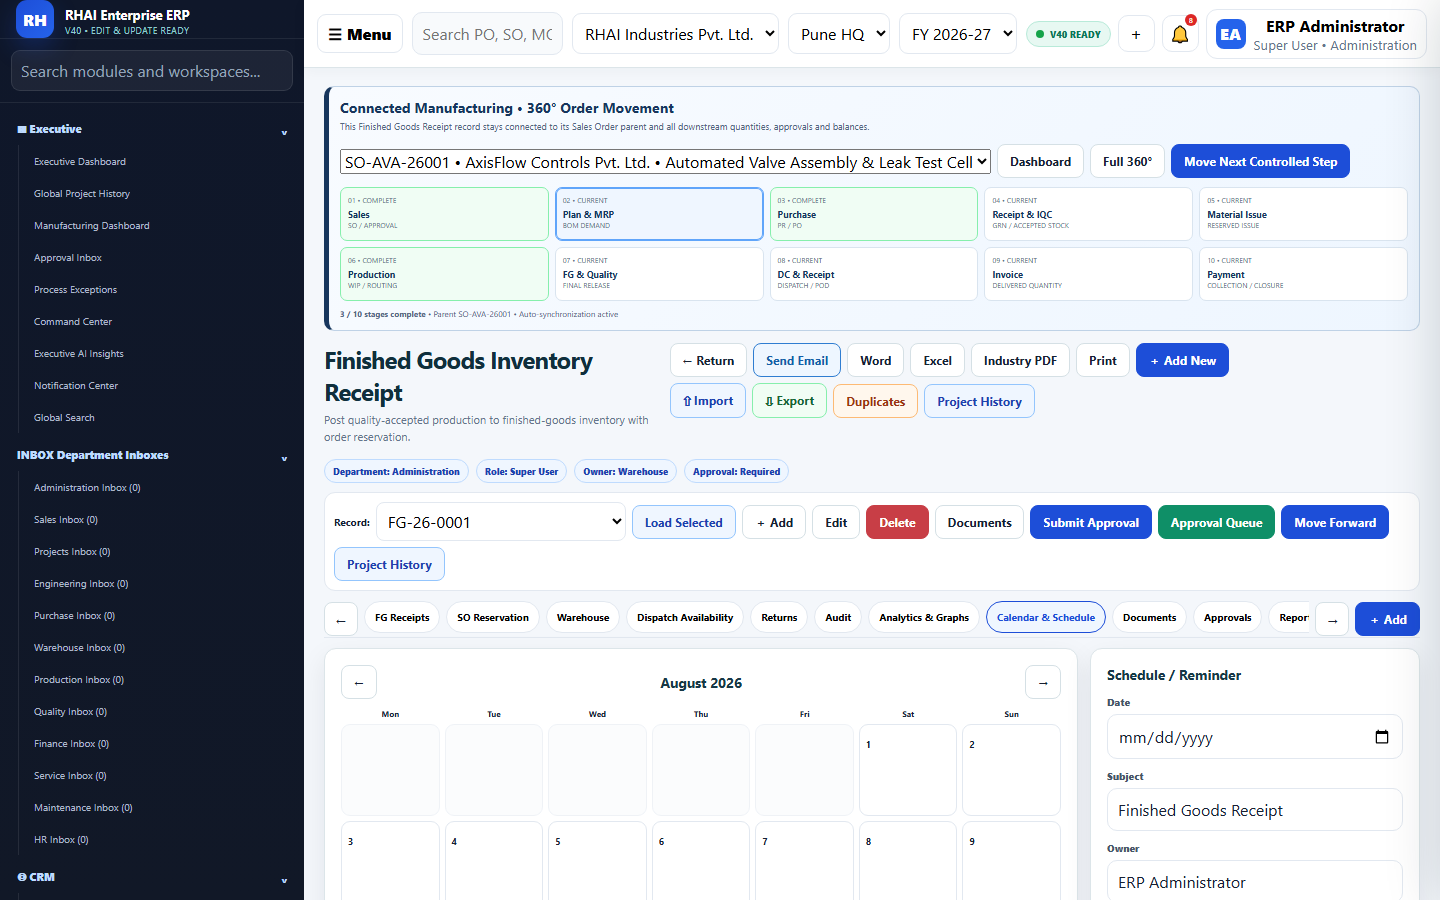 RH
RHAI Enterprise ERP
V40 • EDIT & UPDATE READY
Search modules and workspaces...
Executive
Executive Dashboard
Global Project History
Manufacturing Dashboard
Approval Inbox
Process Exceptions
Command Center
Executive AI Insights
Notification Center
Global Search
INBOX Department Inboxes
Administration Inbox (0)
Sales Inbox (0)
Projects Inbox (0)
Engineering Inbox (0)
Purchase Inbox (0)
Warehouse Inbox (0)
Production Inbox (0)
Quality Inbox (0)
Finance Inbox (0)
Service Inbox (0)
Maintenance Inbox (0)
HR Inbox (0)
CRM
☰ Menu
Search PO, SO, MC
RHAI Industries Pvt. Ltd.
Pune HQ
FY 2026-27
V40 READY
+
8
EA
ERP Administrator
Super User • Administration
Connected Manufacturing • 360° Order Movement
This Finished Goods Receipt record stays connected to its Sales Order parent and all downstream quantities, approvals and balances.
SO-AVA-26001 • AxisFlow Controls Pvt. Ltd. • Automated Valve Assembly & Leak Test Cell
Dashboard
Full 360°
Move Next Controlled Step
01 • COMPLETE
Sales
SO / APPROVAL
02 • CURRENT
Plan & MRP
BOM DEMAND
03 • COMPLETE
Purchase
PR / PO
04 • CURRENT
Receipt & IQC
GRN / ACCEPTED STOCK
05 • CURRENT
Material Issue
RESERVED ISSUE
06 • COMPLETE
Production
WIP / ROUTING
07 • CURRENT
FG & Quality
FINAL RELEASE
08 • CURRENT
DC & Receipt
DISPATCH / POD
09 • CURRENT
Invoice
DELIVERED QUANTITY
10 • CURRENT
Payment
COLLECTION / CLOSURE
3 / 10 stages complete • Parent SO-AVA-26001 • Auto-synchronization active
Finished Goods Inventory
Receipt
Post quality-accepted production to finished-goods inventory with
order reservation.
← Return
Send Email
Word
Excel
Industry PDF
Print
+ Add New
⇧ Import
⇩ Export
Duplicates
Project History
Department: Administration
Role: Super User
Owner: Warehouse
Approval: Required
Record:
FG-26-0001
Load Selected
+ Add
Edit
Delete
Documents
Submit Approval
Approval Queue
Move Forward
Project History
←
FG Receipts
SO Reservation
Warehouse
Dispatch Availability
Returns
Audit
Analytics & Graphs
Calendar & Schedule
Documents
Approvals
Report
→
+ Add
←
August 2026
→
Mon
Tue
Wed
Thu
Fri
Sat
Sun
1
2
3
4
5
6
7
8
9
Schedule / Reminder
Date
mm/dd/yyyy
Subject
Finished Goods Receipt
Owner
ERP Administrator